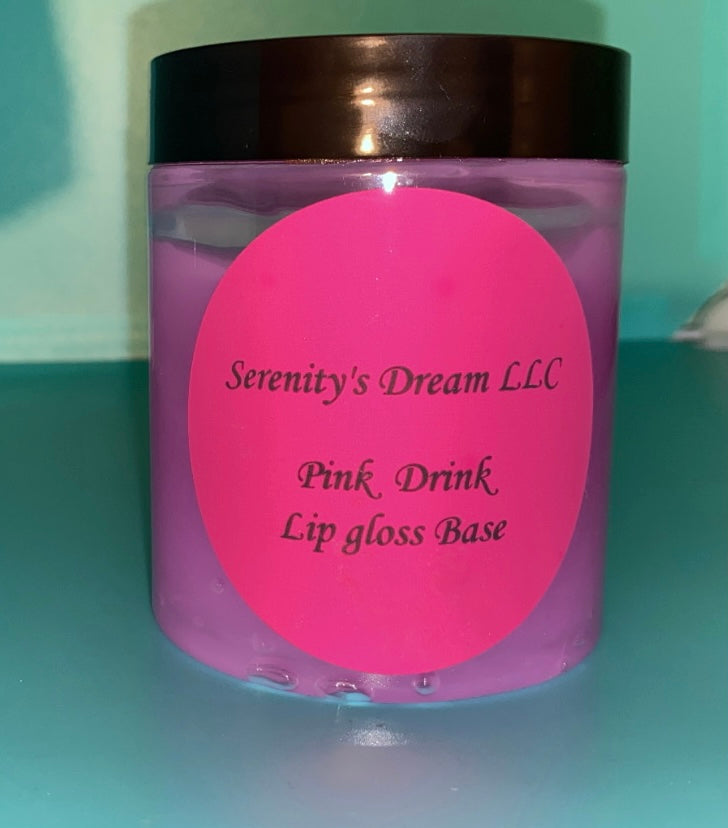 Serenity's Dream LLC
Pink Drink
Lip gloss Base